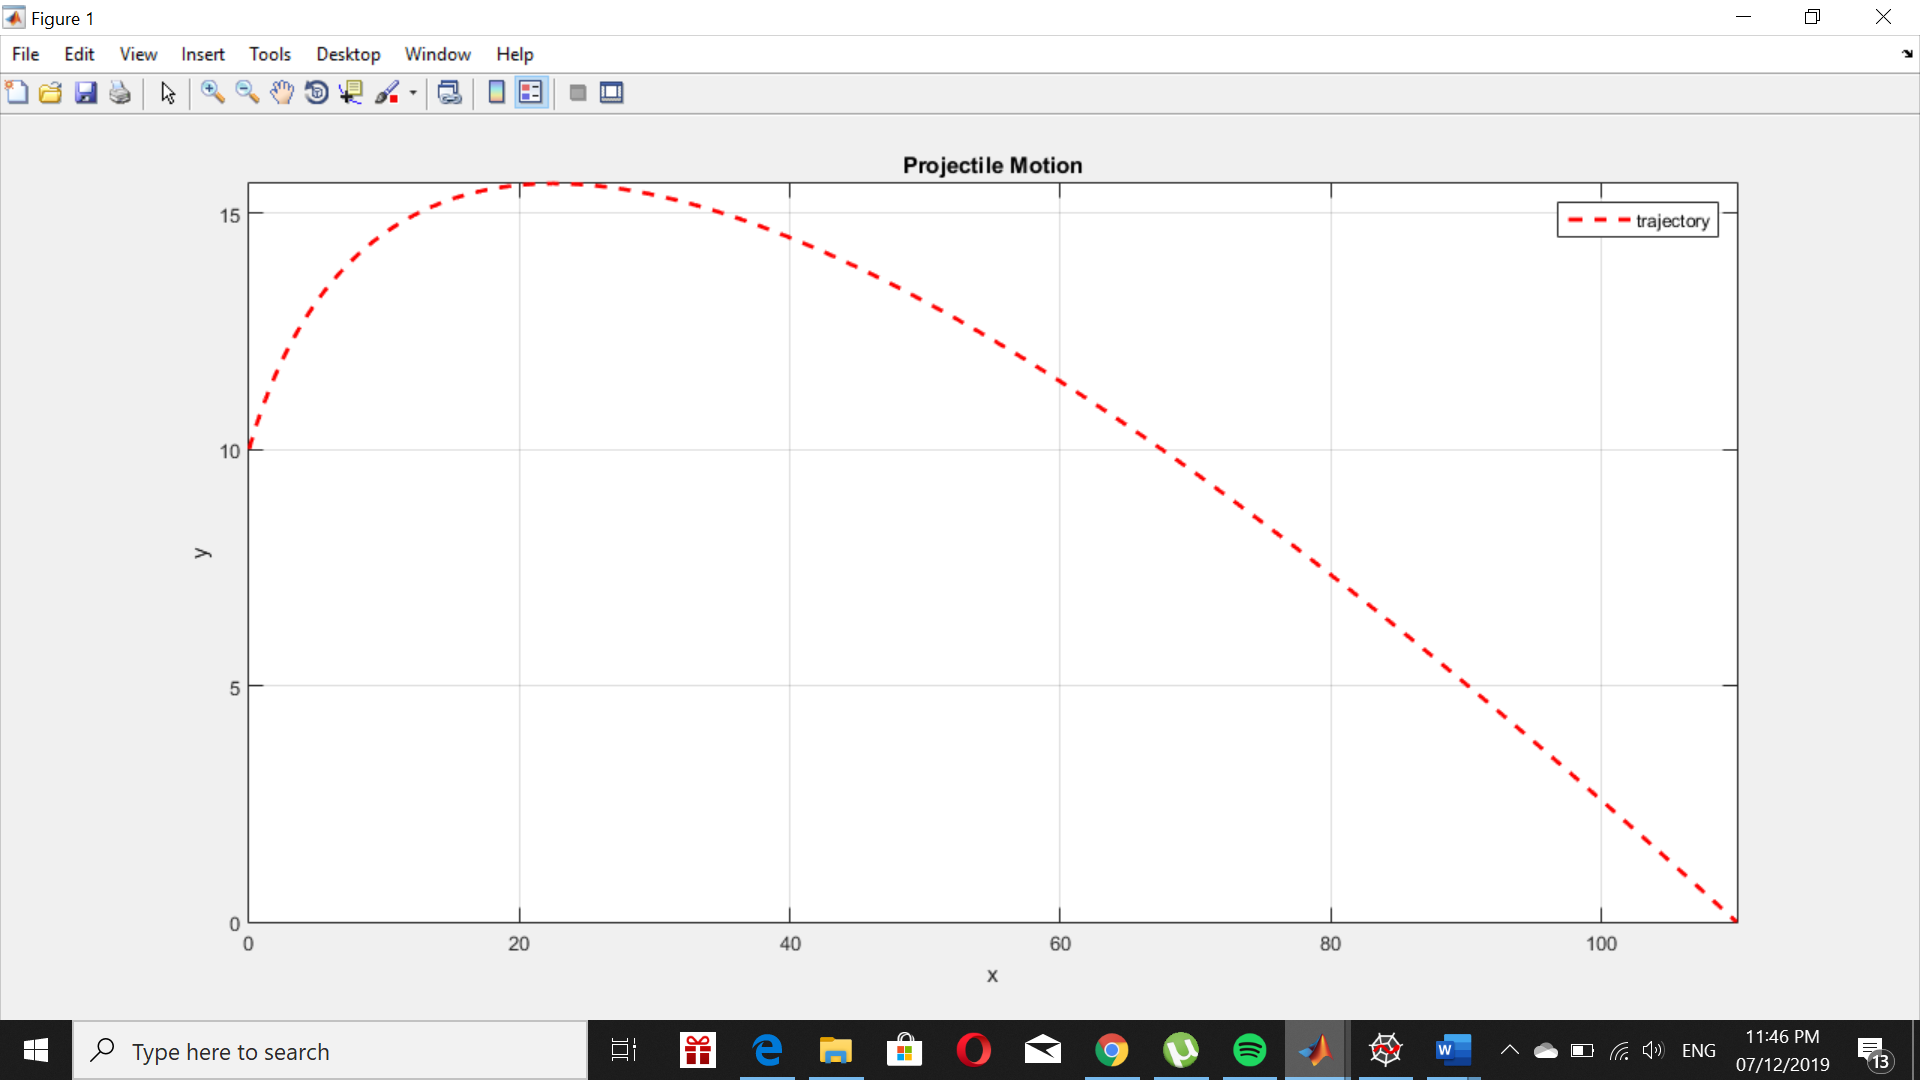 Figure 1
File Edit View Insert Tools Desktop Window Help
Projectile Motion
trajectory
15
10
5
0
y
0 20 40 60 80 100
x
Type here to search
W
ENG
11:46 PM
07/12/2019
13